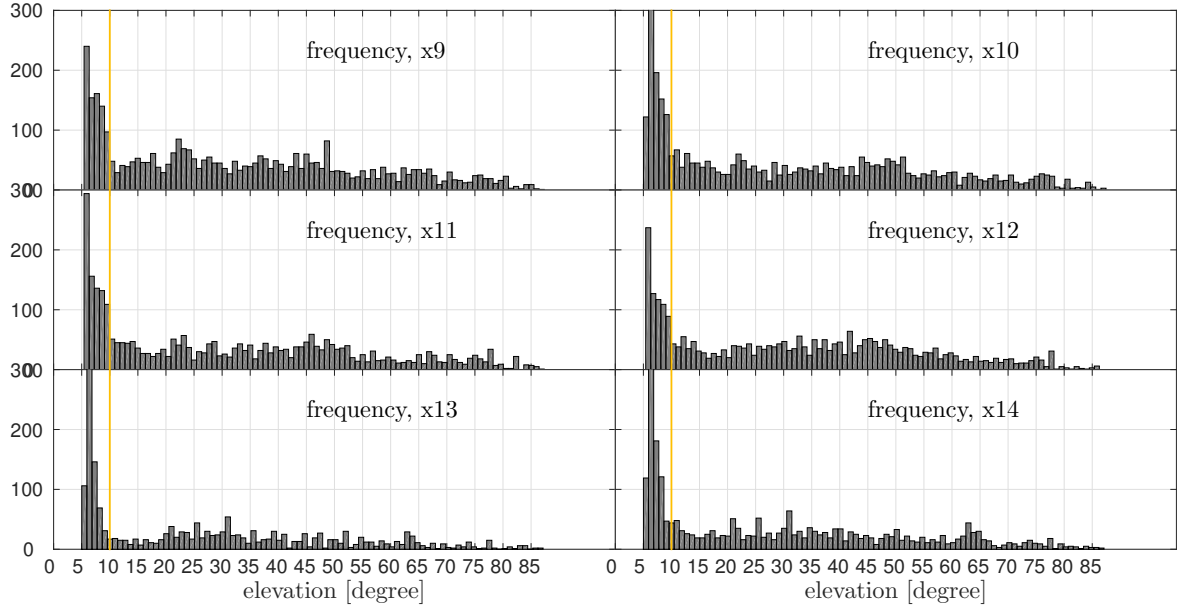 300
frequency, x9
frequency, x10
200
100
300
frequency, x11
frequency, x12
200
100
300
frequency, x13
frequency, x14
200
100
0
0 5 10 15 20 25 30 35 40 45 50 55 60 65 70 75 80 85
0 5 10 15 20 25 30 35 40 45 50 55 60 65 70 75 80 85
elevation [degree]
elevation [degree]